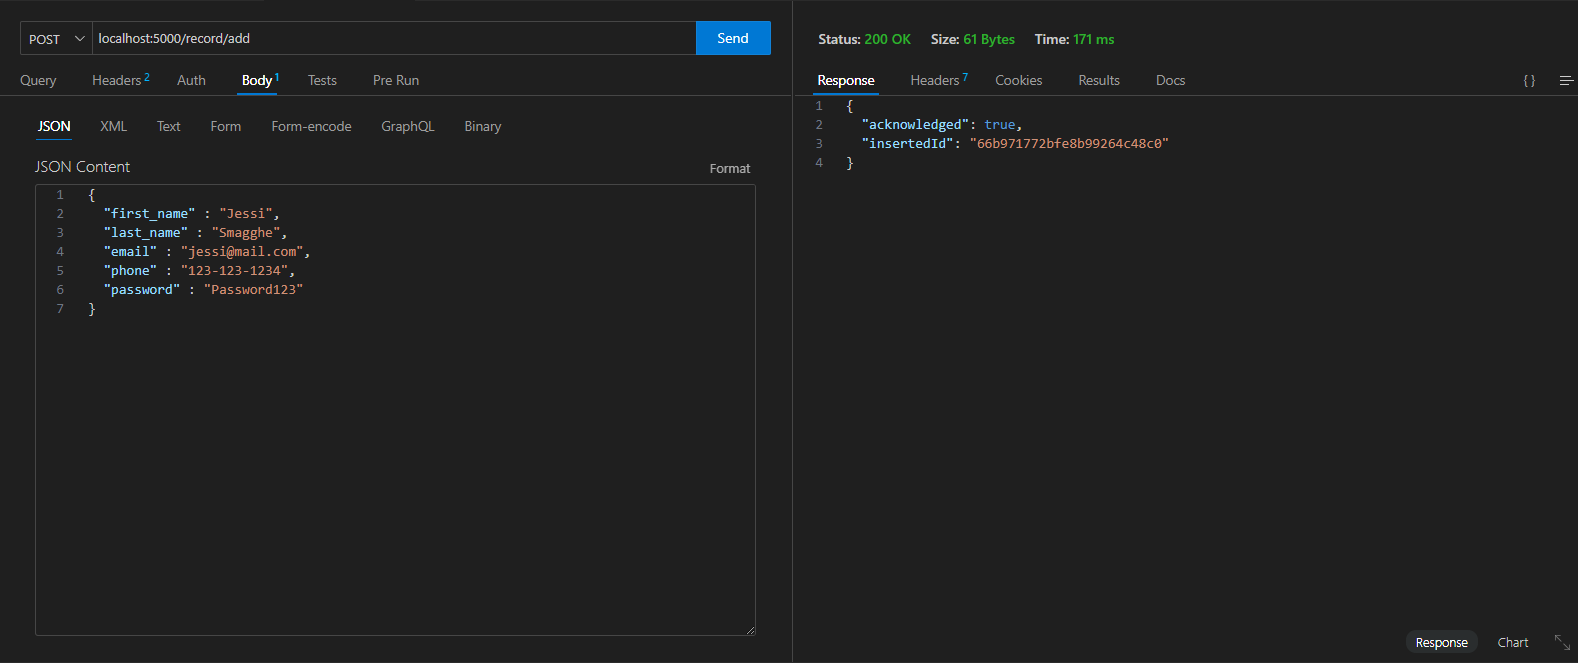 POST localhost:5000/record/add Send
Query Headers 2 Auth Body 1 Tests Pre Run
JSON XML Text Form Form-encode GraphQL Binary
JSON Content Format
1 {
2 "first_name" : "Jessi",
3 "last_name" : "Smagghe",
4 "email" : "jessi@mail.com",
5 "phone" : "123-123-1234",
6 "password" : "Password123"
7 }
Status: 200 OK Size: 61 Bytes Time: 171 ms
Response Headers 7 Cookies Results Docs {}
1 {
2 "acknowledged": true,
3 "insertedId": "66b971772bfe8b99264c48c0"
4 }
Response Chart